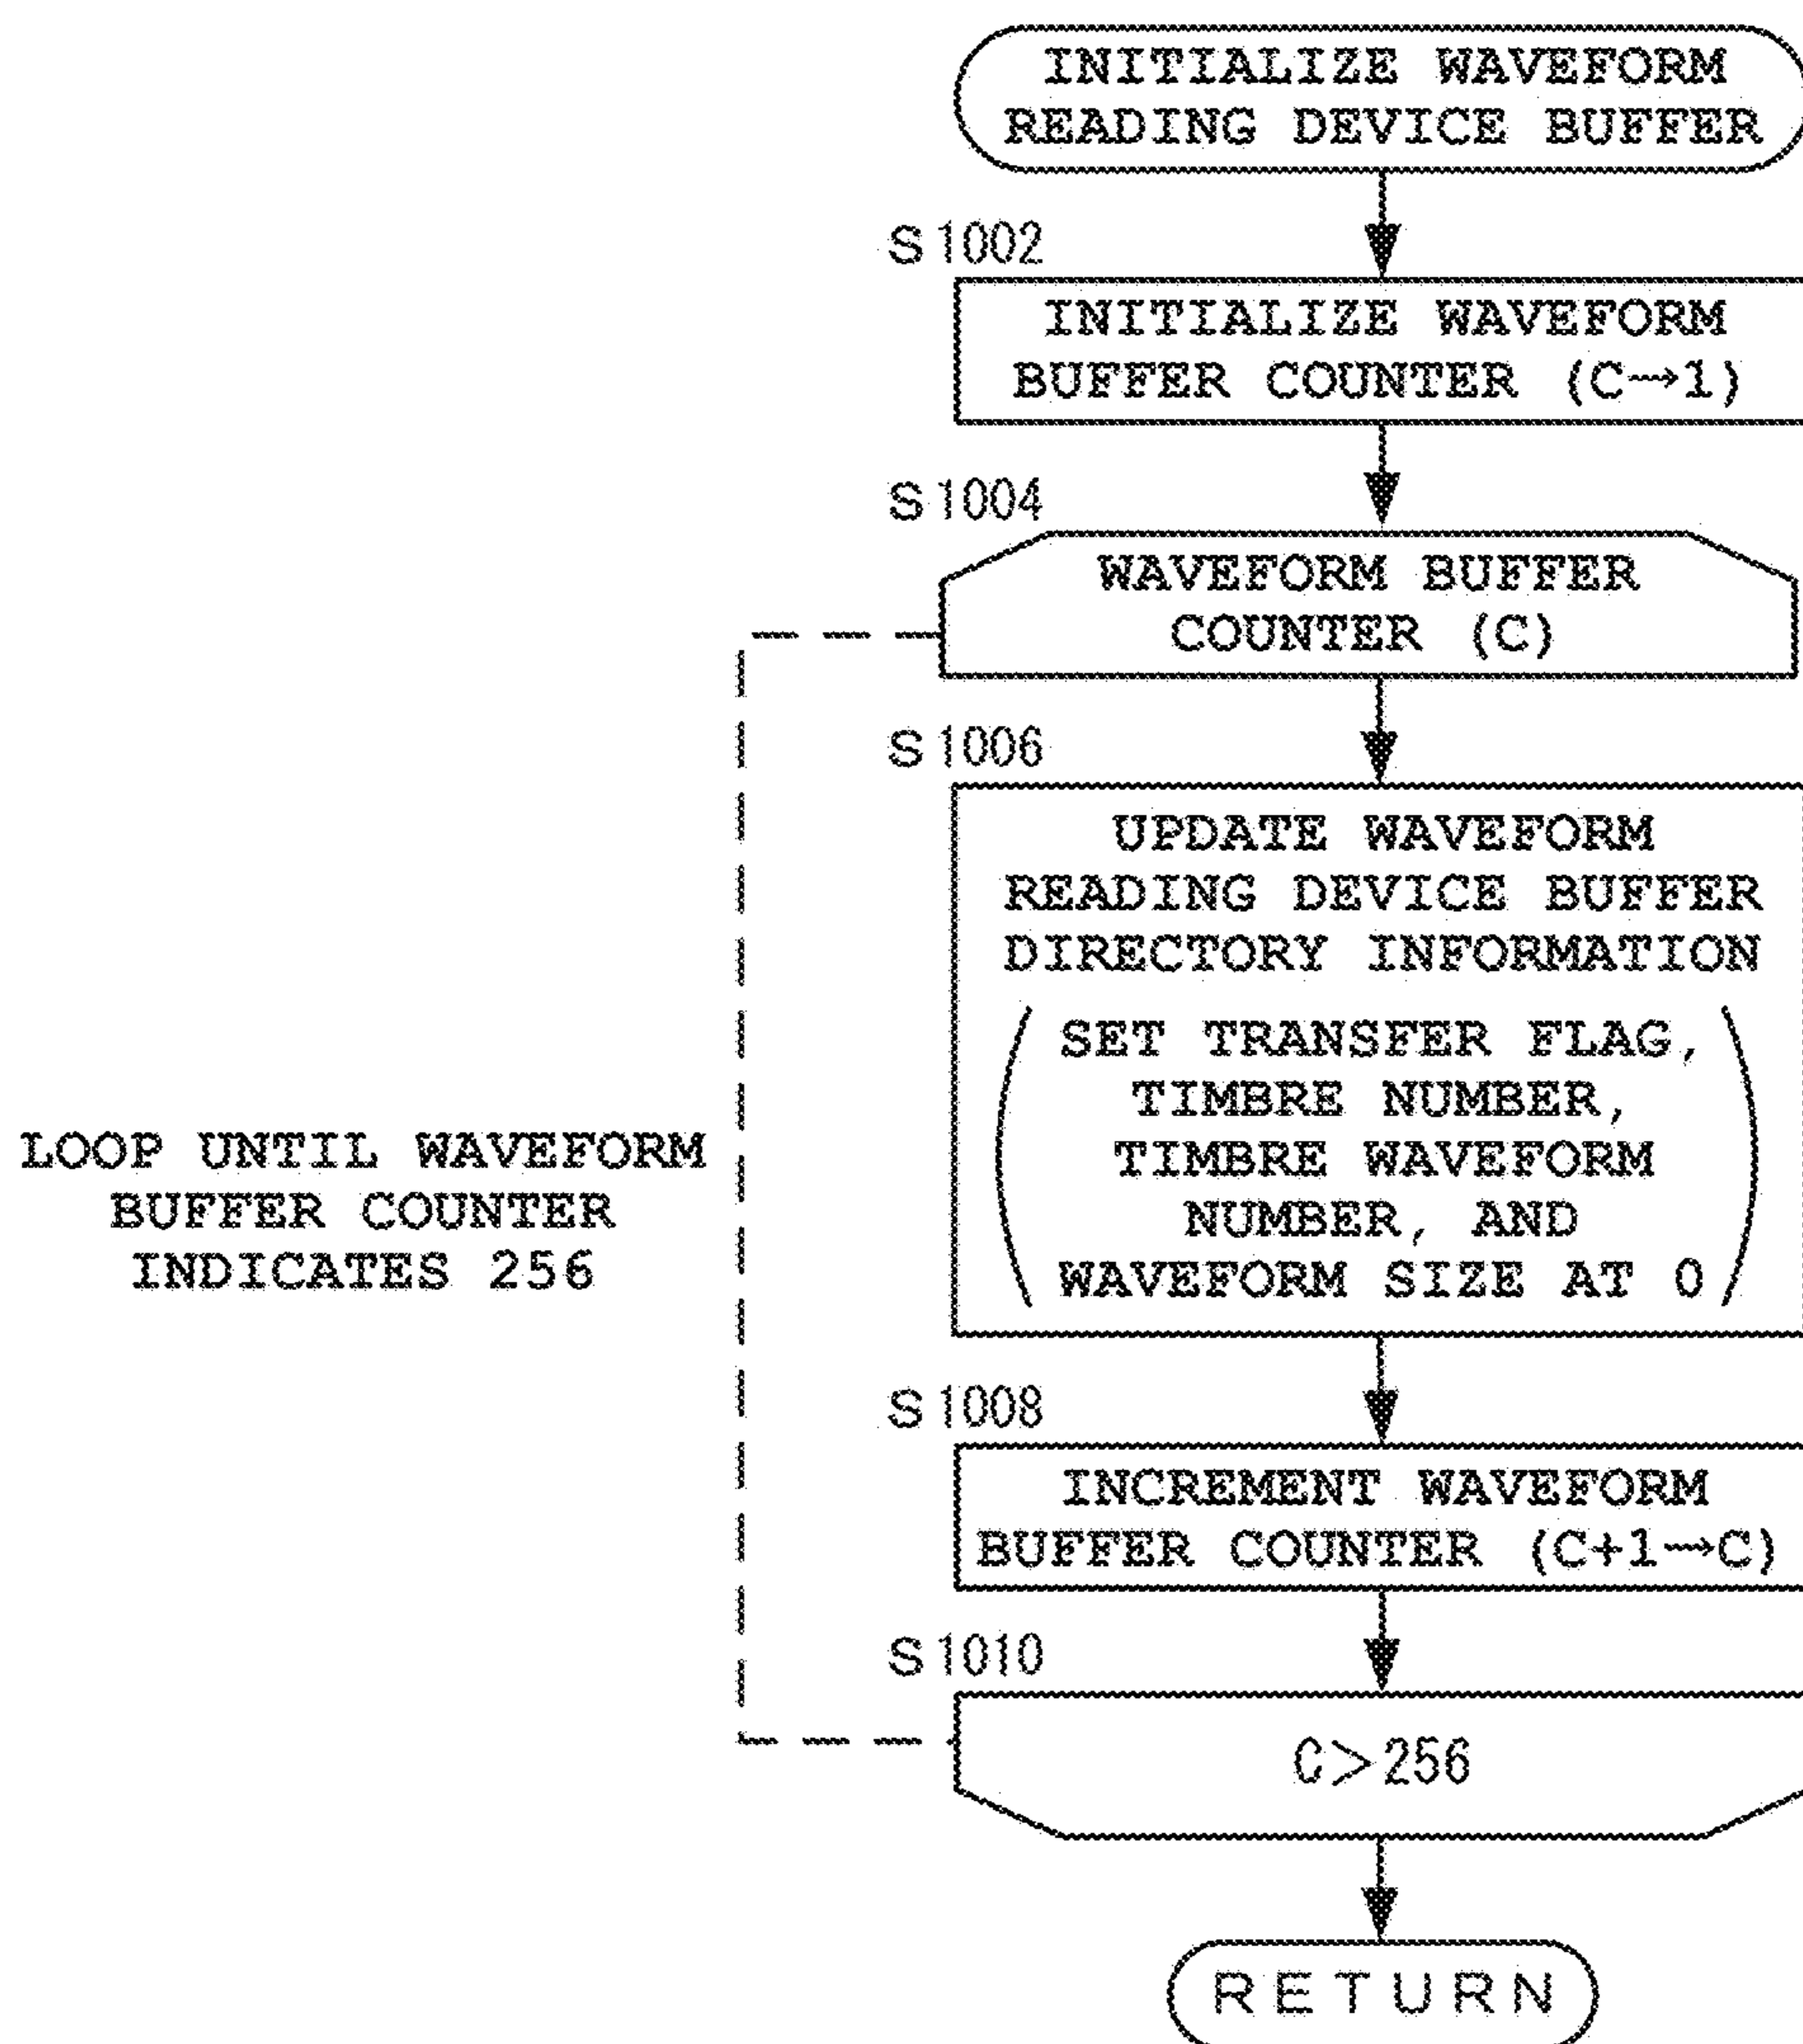 INITIALIZE WAVEFORM
READING DEVICE BUFFER
S1002
INITIALIZE WAVEFORM
BUFFER COUNTER (C→1)
S1004
WAVEFORM BUFFER
COUNTER (C)
S1006
UPDATE WAVEFORM
READING DEVICE BUFFER
DIRECTORY INFORMATION
(SET TRANSFER FLAG,
TIMBRE NUMBER,
TIMBRE WAVEFORM
NUMBER, AND
WAVEFORM SIZE AT 0)
LOOP UNTIL WAVEFORM
BUFFER COUNTER
INDICATES 256
S1008
INCREMENT WAVEFORM
BUFFER COUNTER (C+1→C)
S1010
C>256
RETURN